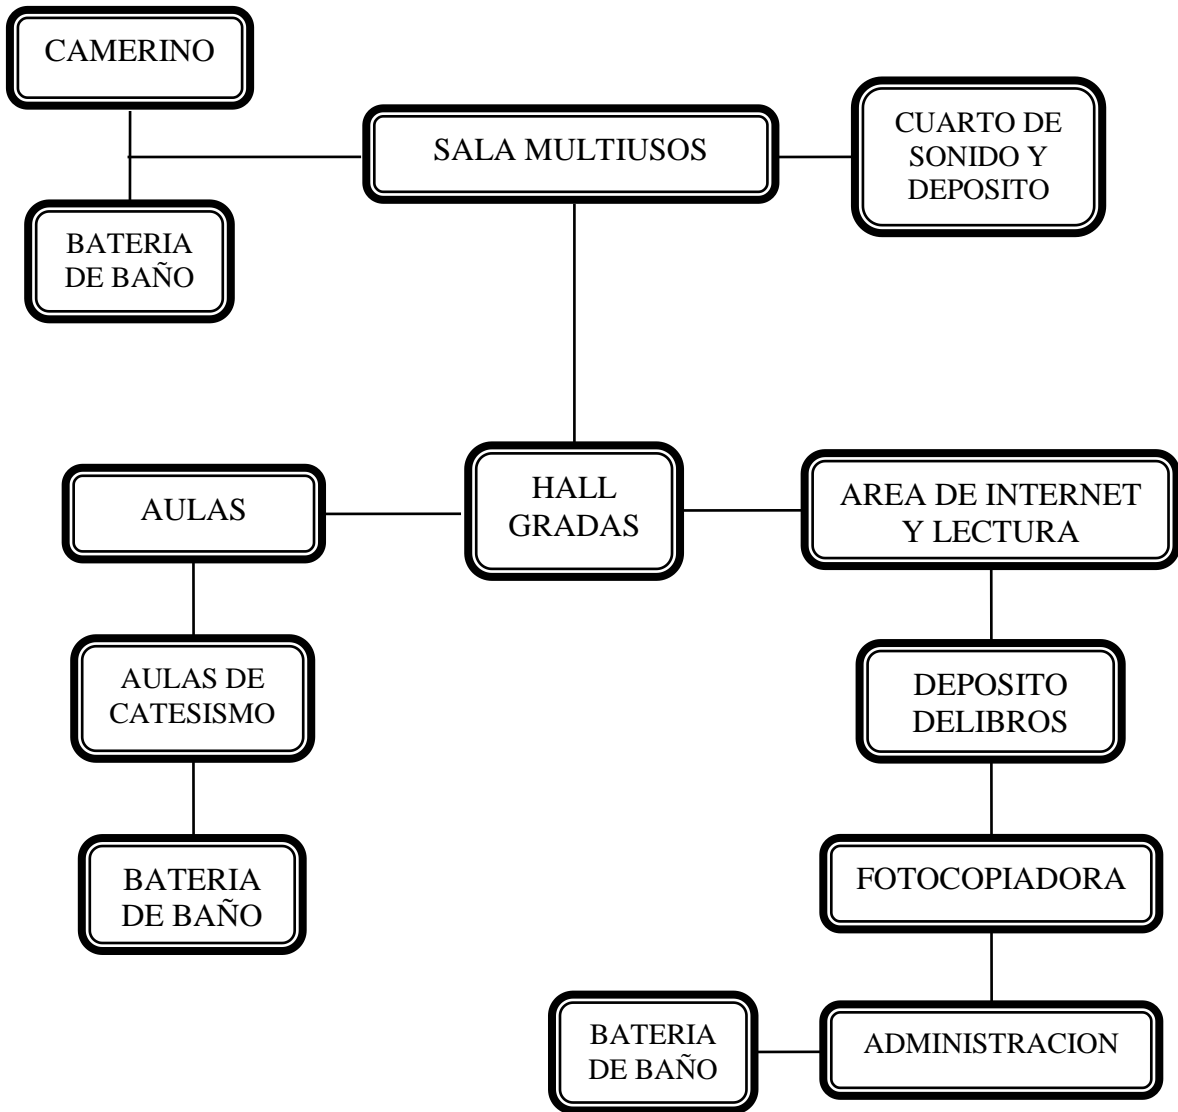 CAMERINO
SALA MULTIUSOS
CUARTO DE
SONIDO Y
DEPOSITO
BATERIA
DE BAÑO
AULAS
HALL
GRADAS
AREA DE INTERNET
Y LECTURA
AULAS DE
CATESISMO
DEPOSITO
DELIBROS
BATERIA
DE BAÑO
FOTOCOPIADORA
BATERIA
DE BAÑO
ADMINISTRACION